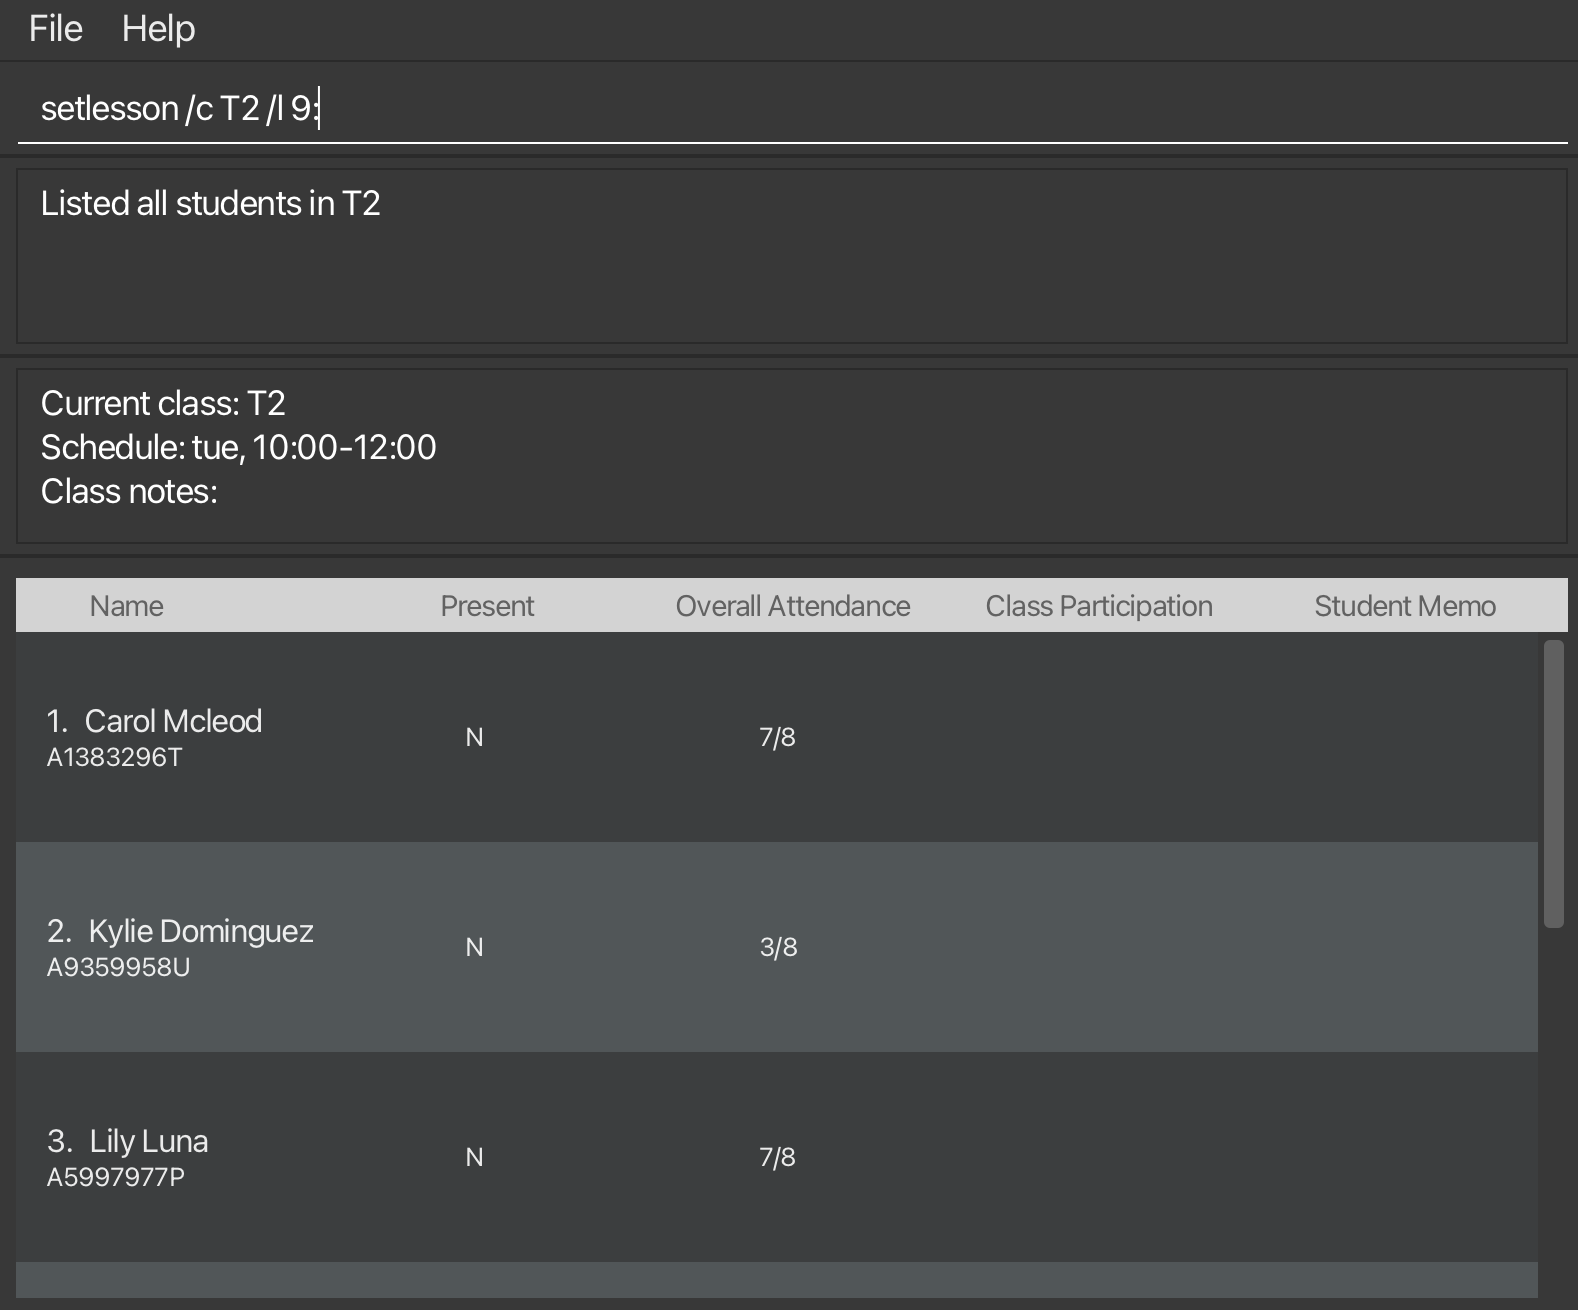 File Help
setlesson /c T2 /l 9:
Listed all students in T2
Current class: T2
Schedule: tue, 10:00-12:00
Class notes:
Name Present Overall Attendance Class Participation Student Memo
1. Carol Mcleod
A1383296T
N 7/8
2. Kylie Dominguez
A9359958U
N 3/8
3. Lily Luna
A5997977P
N 7/8